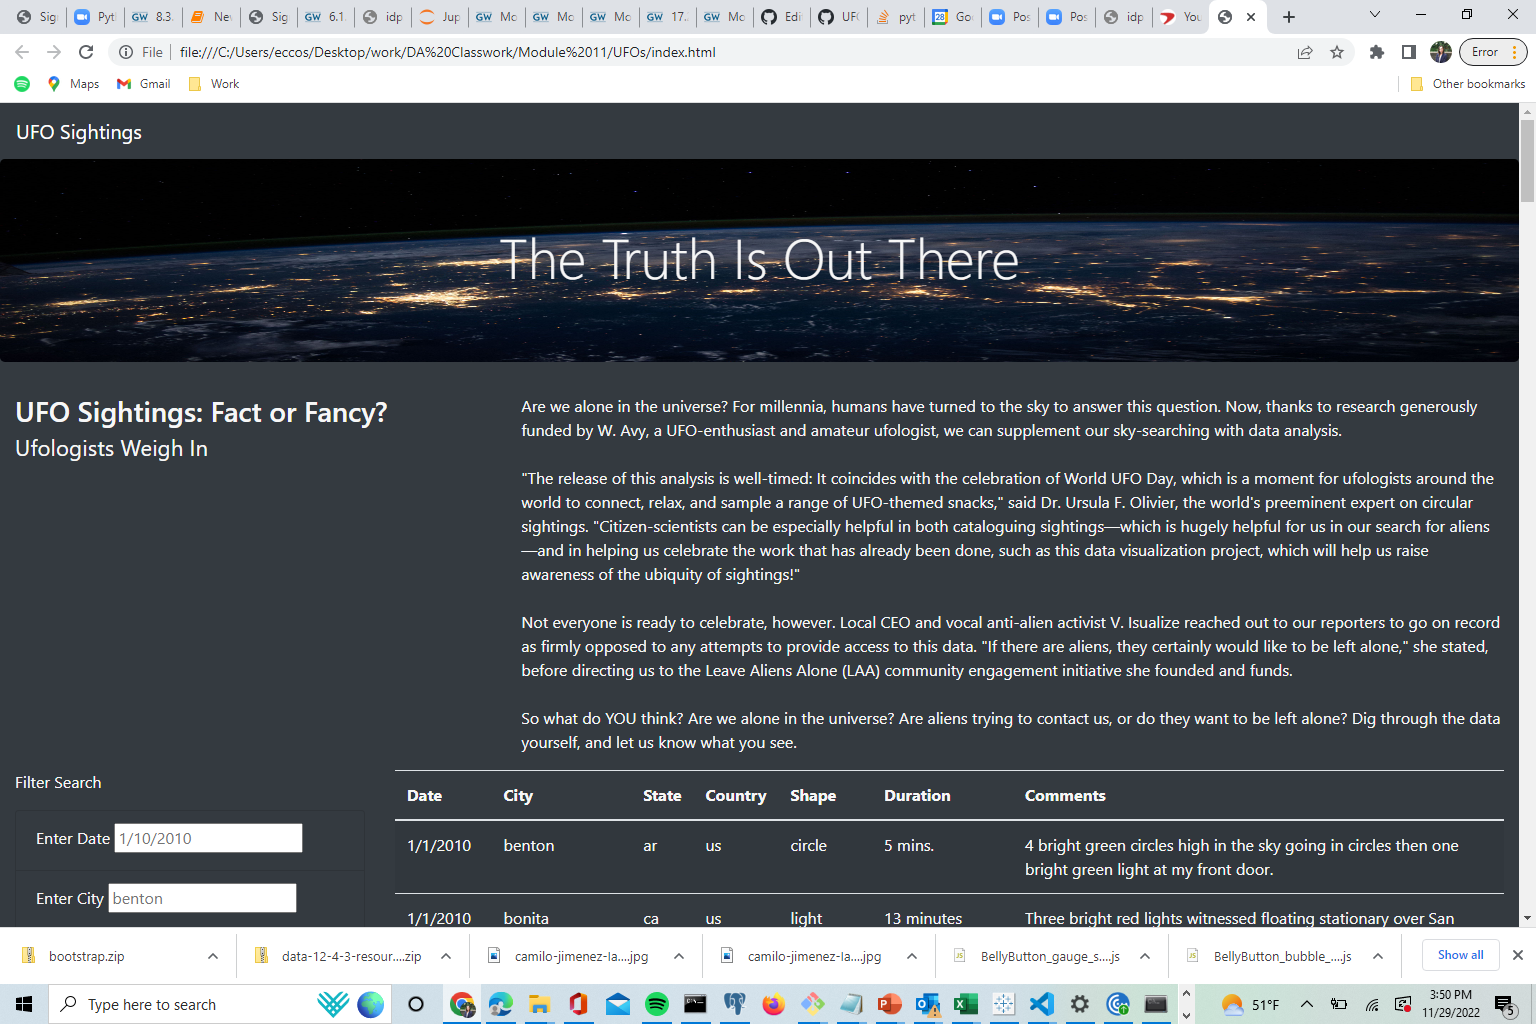 Sig
Pyt
GW 8.3.
Nev
Sig
GW 6.1.
idp
Jup
GW Mo
GW Mo
GW Mo
GW 17.
GW Mo
Edi
UFC
pyt
28 Goo
Pos
Pos
idp
You
File file:///C:/Users/eccos/Desktop/work/DA%20Classwork/Module%2011/UFOs/index.html
Error
Maps
Gmail
Work
Other bookmarks
UFO Sightings
The Truth Is Out There
UFO Sightings: Fact or Fancy?
Ufologists Weigh In
Are we alone in the universe? For millennia, humans have turned to the sky to answer this question. Now, thanks to research generously
funded by W. Avy, a UFO-enthusiast and amateur ufologist, we can supplement our sky-searching with data analysis.
"The release of this analysis is well-timed: It coincides with the celebration of World UFO Day, which is a moment for ufologists around the
world to connect, relax, and sample a range of UFO-themed snacks," said Dr. Ursula F. Olivier, the world's preeminent expert on circular
sightings. "Citizen-scientists can be especially helpful in both cataloguing sightings—which is hugely helpful for us in our search for aliens
—and in helping us celebrate the work that has already been done, such as this data visualization project, which will help us raise
awareness of the ubiquity of sightings!"
Not everyone is ready to celebrate, however. Local CEO and vocal anti-alien activist V. Isualize reached out to our reporters to go on record
as firmly opposed to any attempts to provide access to this data. "If there are aliens, they certainly would like to be left alone," she stated,
before directing us to the Leave Aliens Alone (LAA) community engagement initiative she founded and funds.
So what do YOU think? Are we alone in the universe? Are aliens trying to contact us, or do they want to be left alone? Dig through the data
yourself, and let us know what you see.
Filter Search
Enter Date 1/10/2010
Enter City benton
Date City State Country Shape Duration Comments
1/1/2010 benton ar us circle 5 mins. 4 bright green circles high in the sky going in circles then one
bright green light at my front door.
1/1/2010 bonita ca us light 13 minutes Three bright red lights witnessed floating stationary over San
bootstrap.zip
data-12-4-3-resour....zip
camilo-jimenez-Ia....jpg
camilo-jimenez-Ia....jpg
BellyButton_gauge_s....js
BellyButton_bubble_....js
Show all
Type here to search
51°F
3:50 PM
11/29/2022
5